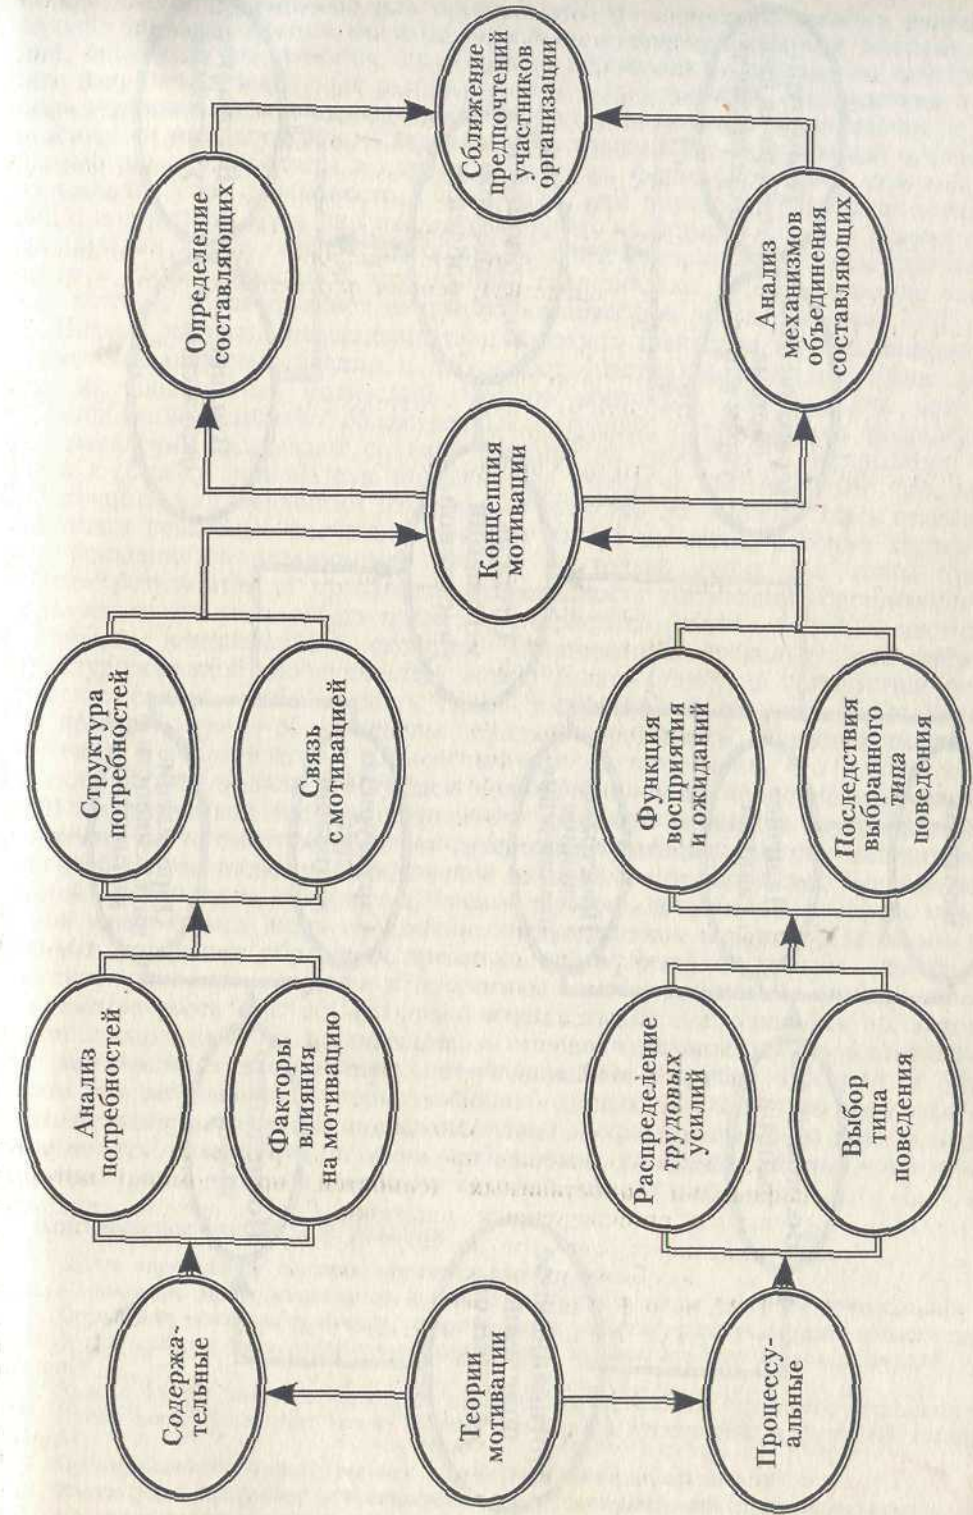 Содержа-
тельные
Теории
мотивации
Процессу-
альные
Анализ
потребностей
Факторы
влияния
на мотивацию
Распределение
трудовых
усилий
Выбор
типа
поведения
Структура
потребностей
Связь
с мотивацией
Функция
восприятия
и ожиданий
Последствия
выбранного
типа
поведения
Концепция
мотивации
Определение
составляющих
Анализ
механизмов
объединения
составляющих
Сближение
предпочтений
участников
организации